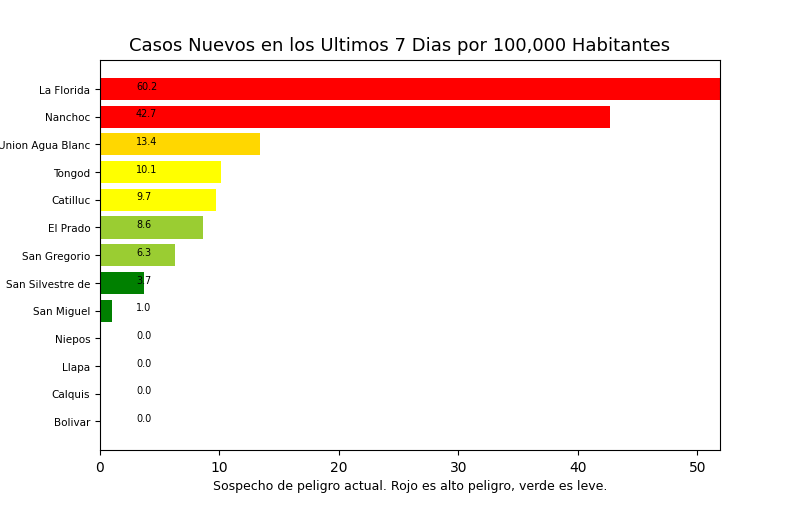 Casos Nuevos en los Ultimos 7 Dias por 100,000 Habitantes
La Florida 60.2
Nanchoc 42.7
Union Agua Blanc 13.4
Tongod 10.1
Catilluc 9.7
El Prado 8.6
San Gregorio 6.3
San Silvestre de 3.7
San Miguel 1.0
Niepos 0.0
Llapa 0.0
Calquis 0.0
Bolivar 0.0
0 10 20 30 40 50
Sospecho de peligro actual. Rojo es alto peligro, verde es leve.